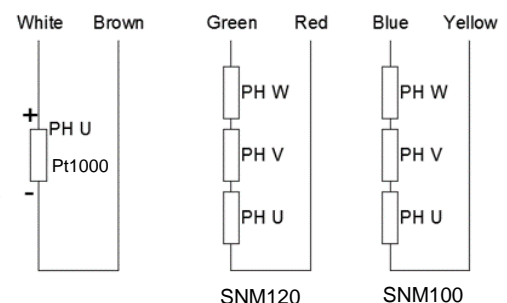 White Brown Green Red Blue Yellow
+
PH U
Pt1000
-
PH W
PH V
PH U
SNM120
PH W
PH V
PH U
SNM100